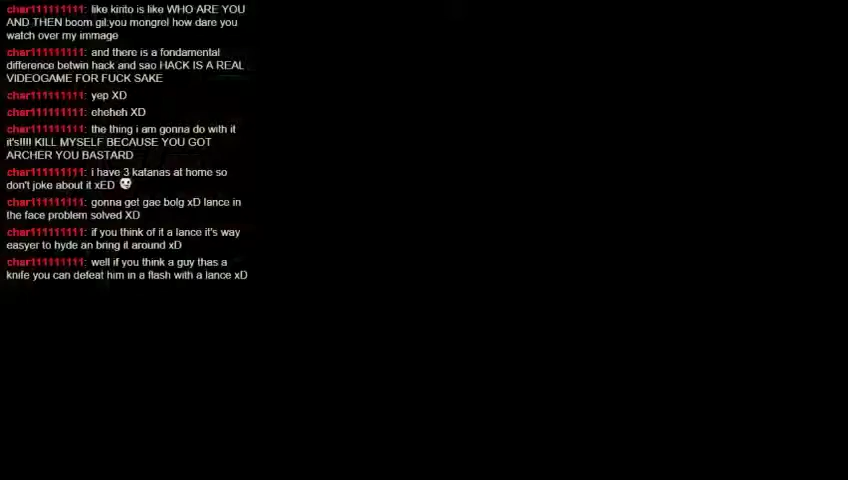 char111111111: like kirito is like WHO ARE YOU
AND THEN boom gil:you mongrel how dare you
watch over my immage
char111111111: and there is a fondamental
difference betwin hack and sao HACK IS A REAL
VIDEOGAME FOR FUCK SAKE
char111111111: yep XD
char111111111: eheheh XD
char111111111: the thing i am gonna do with it
it's!!!! KILL MYSELF BECAUSE YOU GOT
ARCHER YOU BASTARD
char111111111: i have 3 katanas at home so
don't joke about it xED
char111111111: gonna get gae bolg xD lance in
the face problem solved XD
char111111111: if you think of it a lance it's way
easyer to hyde an bring it around xD
char111111111: well if you think a guy thas a
knife you can defeat him in a flash with a lance xD